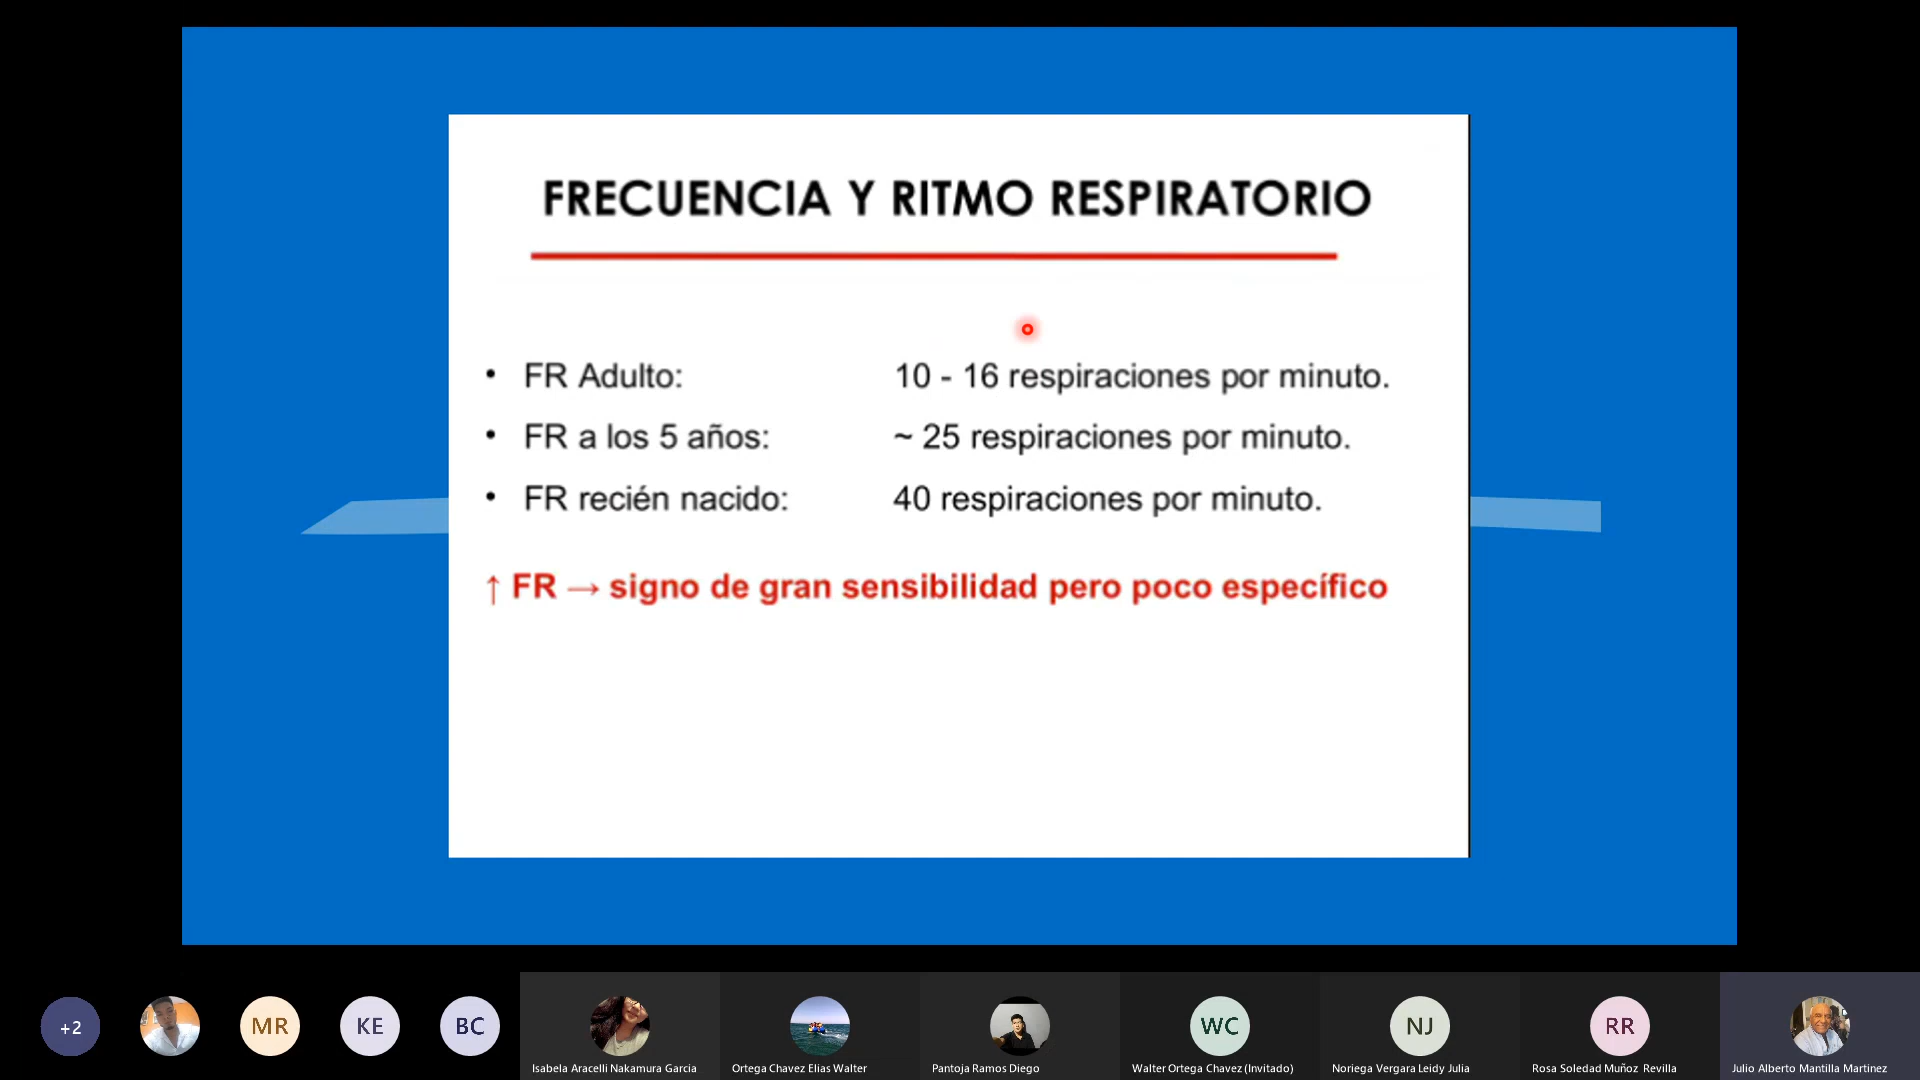 FRECUENCIA Y RITMO RESPIRATORIO
• FR Adulto: 10 - 16 respiraciones por minuto.
• FR a los 5 años: ~ 25 respiraciones por minuto.
• FR recién nacido: 40 respiraciones por minuto.
↑ FR → signo de gran sensibilidad pero poco específico
+2 MR KE BC WC NJ RR
Isabela Aracelli Nakamura Garcia Ortega Chavez Elias Walter Pantoja Ramos Diego Walter Ortega Chavez (Invitado) Noriega Vergara Leidy Julia Rosa Soledad Muñoz Revilla Julio Alberto Mantilla Martinez